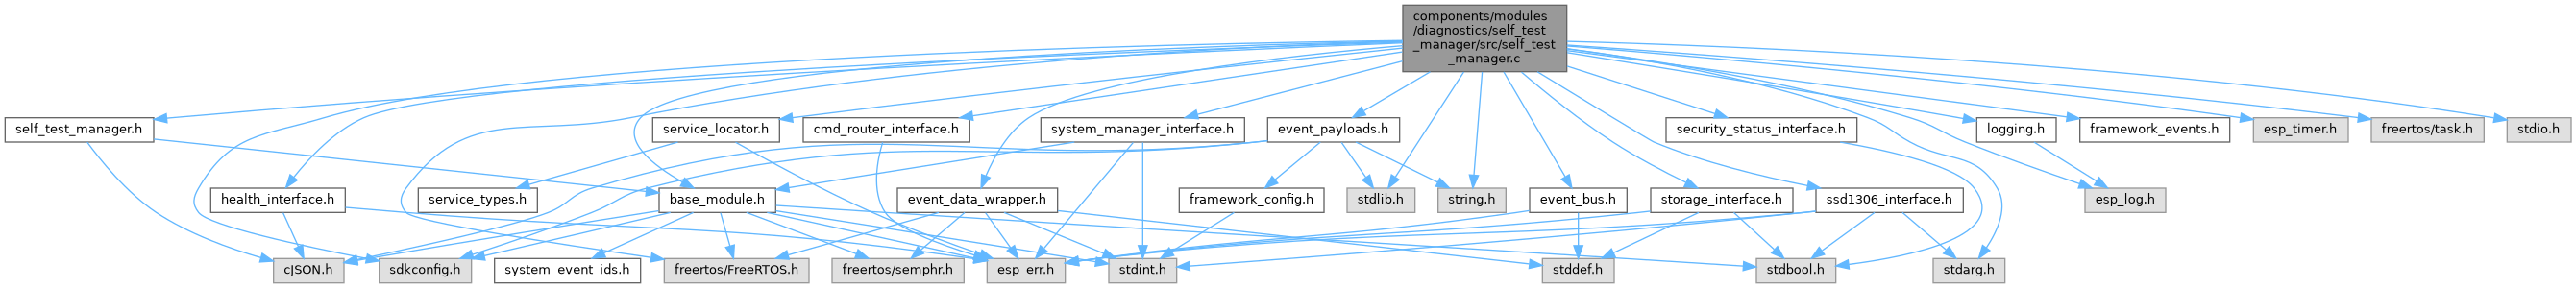 components/modules
/diagnostics/self_test
_manager/src/self_test
_manager.c
self_test_manager.h
service_locator.h
cmd_router_interface.h
system_manager_interface.h
event_payloads.h
security_status_interface.h
logging.h
framework_events.h
esp_timer.h
freertos/task.h
stdio.h
health_interface.h
service_types.h
base_module.h
event_data_wrapper.h
framework_config.h
stdlib.h
string.h
event_bus.h
storage_interface.h
ssd1306_interface.h
esp_log.h
cJSON.h
sdkconfig.h
system_event_ids.h
freertos/FreeRTOS.h
freertos/semphr.h
esp_err.h
stdint.h
stddef.h
stdbool.h
stdarg.h